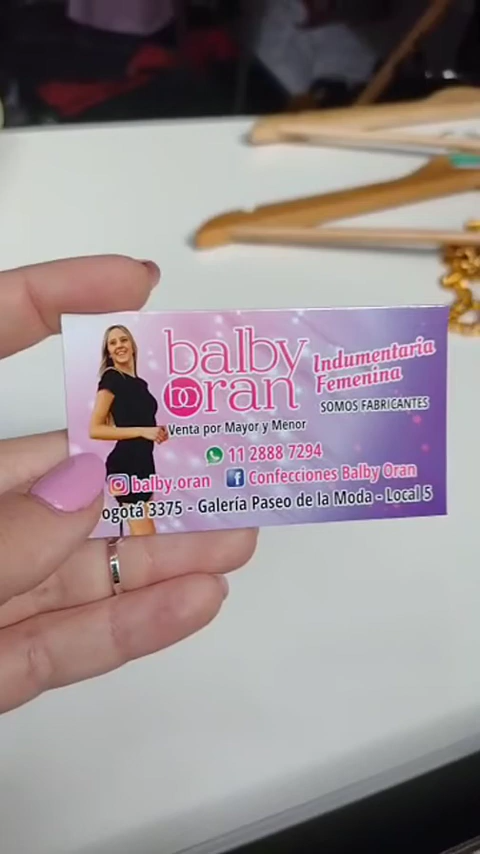 balby
oran
Indumentaria
Femenina
SOMOS FABRICANTES
Venta por Mayor y Menor
11 2888 7294
balby.oran
Confecciones Balby Oran
ogotá 3375 - Galería Paseo de la Moda - Local 5